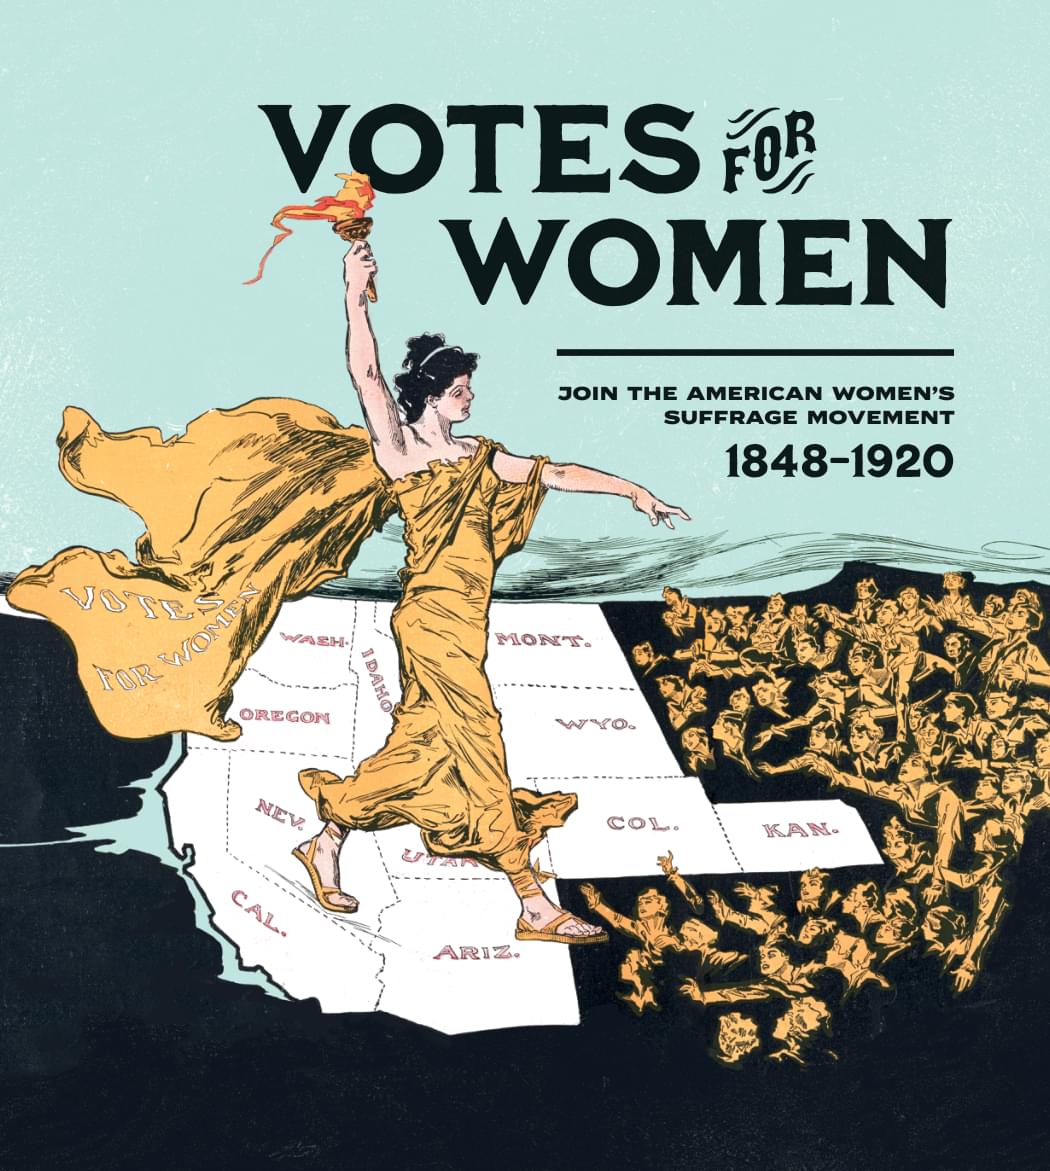 VOTES FOR
WOMEN
JOIN THE AMERICAN WOMEN'S
SUFFRAGE MOVEMENT
1848–1920
VOTES
FOR WOMEN
WASH.
IDAHO
MONT.
OREGON
WYO.
NEV.
COL.
KAN.
UTAH
CAL.
ARIZ.